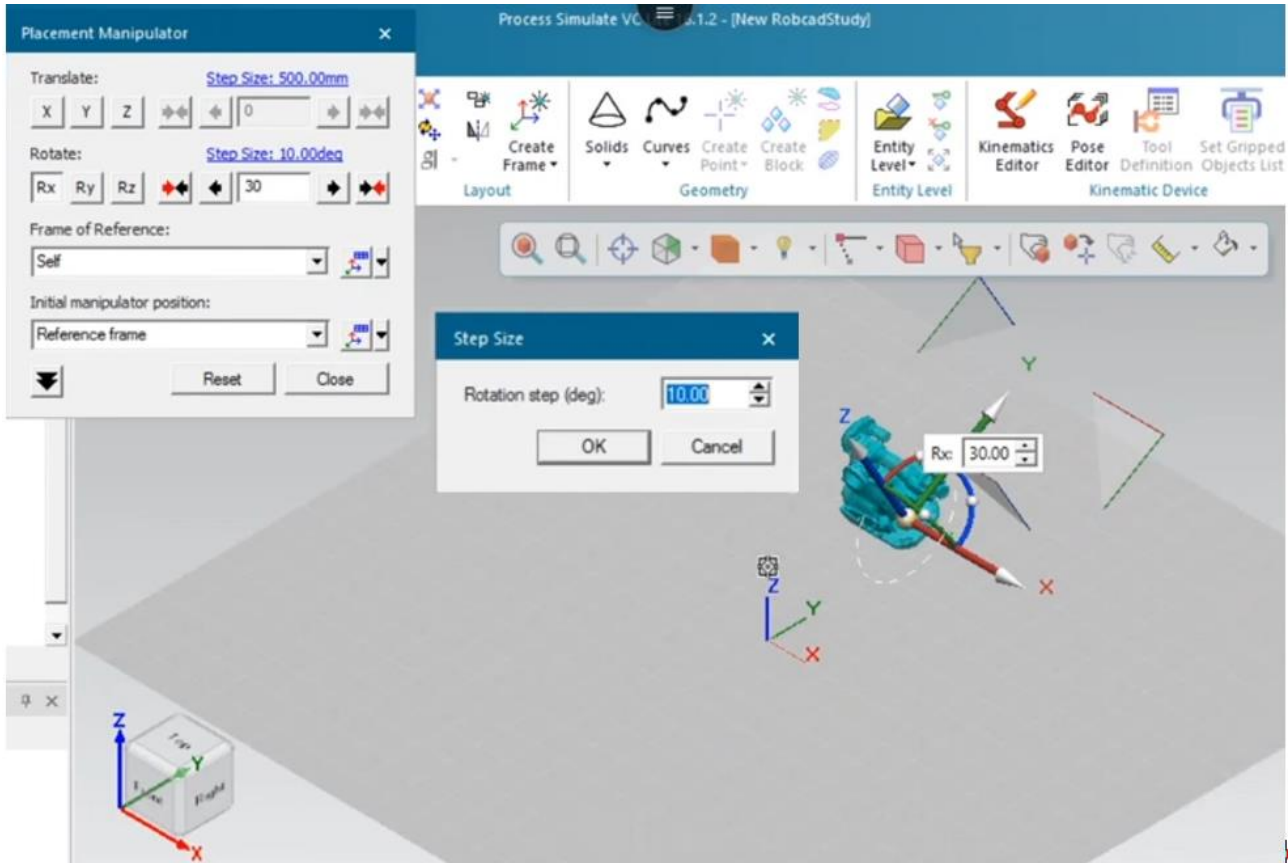 Process Simulate VC
.1.2 - [New RobcadStudy]
Placement Manipulator
Translate:
Step Size: 500.00mm
X Y Z 0
Rotate:
Step Size: 10.00deg
Rx Ry Rz 30
Frame of Reference:
Self
Initial manipulator position:
Reference frame
Reset Close
Create Frame
Layout
Solids
Curves
Create Point
Create Block
Geometry
Entity Level
Entity Level
Kinematics Editor
Pose Editor
Tool Definition
Set Gripped Objects List
Kinematic Device
Step Size
Rotation step (deg): 10.00
OK Cancel
Y
Z
Rx: 30.00
X
Z
Y
X
Z
Top
Y
Front
Right
X